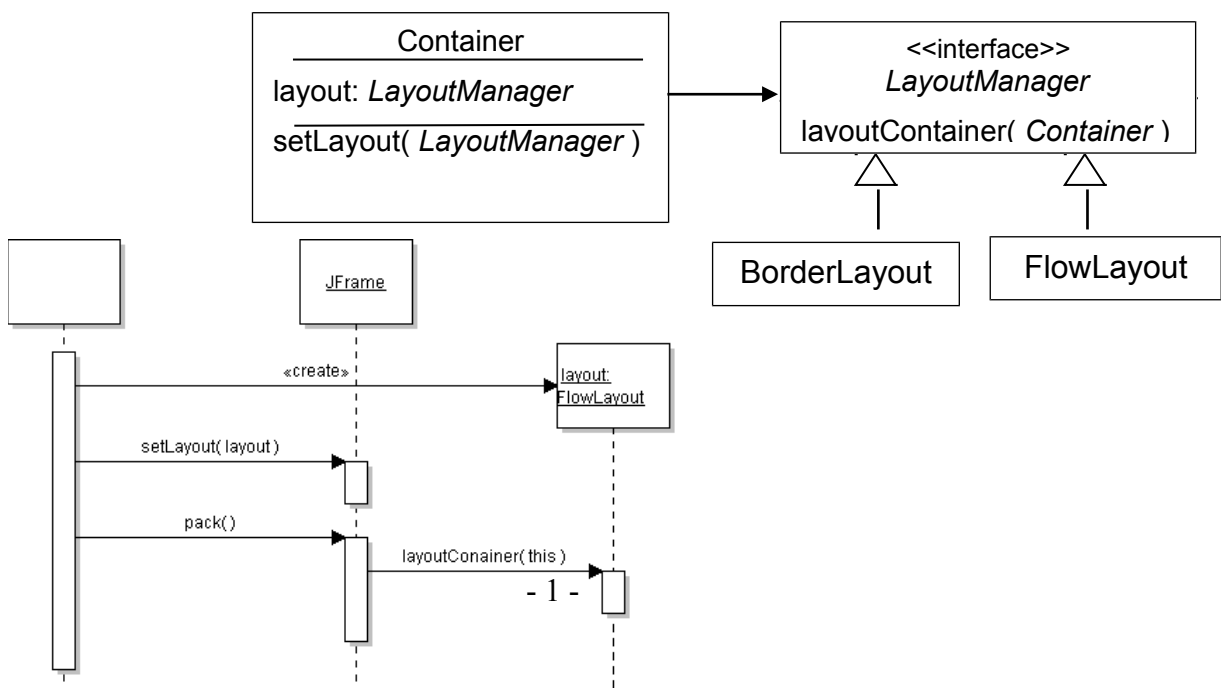 Container
layout: LayoutManager
setLayout( LayoutManager )
<<interface>>
LayoutManager
layoutContainer( Container )
BorderLayout
FlowLayout
JFrame
«create»
layout:
FlowLayout
setLayout( layout )
pack()
layoutConainer( this )
- 1 -